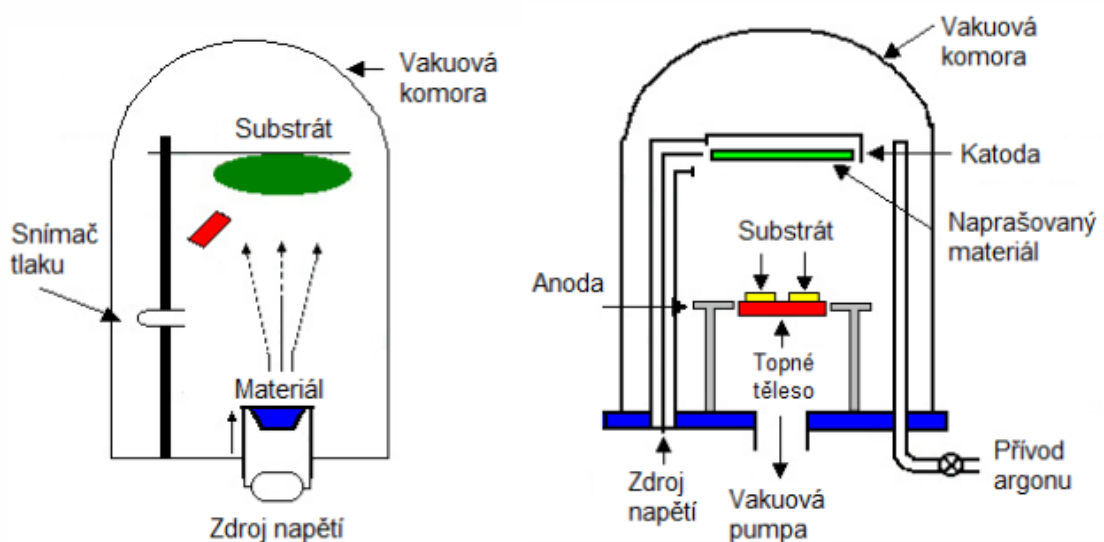 Vakuová
komora
Substrát
Snímač
tlaku
Materiál
Zdroj napětí
Vakuová
komora
Katoda
Naprašovaný
materiál
Substrát
Anoda
Topné
těleso
Zdroj
napětí
Vakuová
pumpa
Přívod
argonu